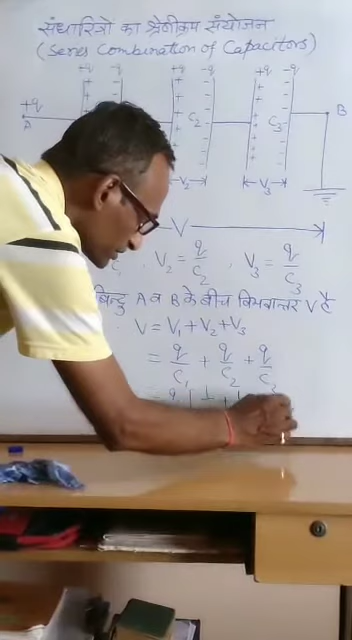 संधारित्रो का श्रेणीक्रम संयोजन
(Series Combination of Capacitors)
+q -q +q -q +q -q
+q A C₂ C₃ B
V₂ V₃
V
C₁ , V₂ = q/C₂ , V₃ = q/C₃
बिन्दु A व B के बीच विभवान्तर V है
V = V₁ + V₂ + V₃
= q/C₁ + q/C₂ + q/C₃